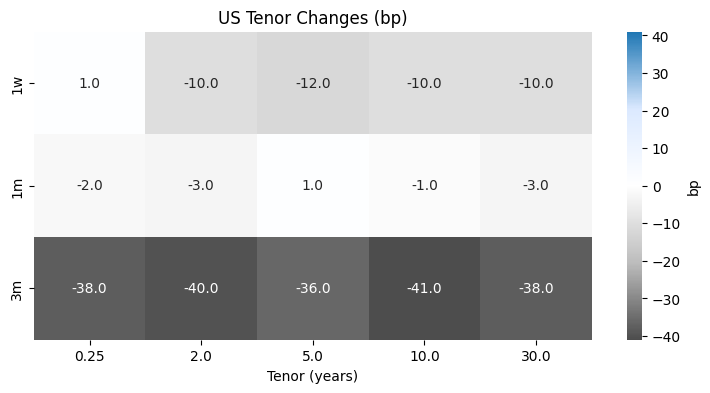 US Tenor Changes (bp)
1w
1.0 -10.0 -12.0 -10.0 -10.0
1m
-2.0 -3.0 1.0 -1.0 -3.0
3m
-38.0 -40.0 -36.0 -41.0 -38.0
0.25 2.0 5.0 10.0 30.0
Tenor (years)
40
30
20
10
0
−10
−20
−30
−40
bp